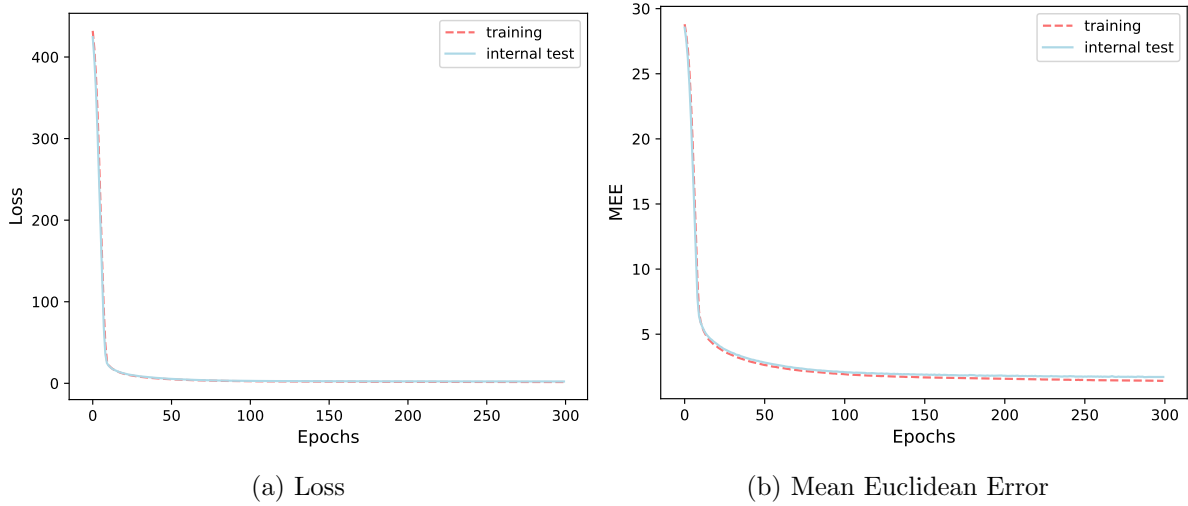 training
internal test
400
300
200
100
0
Loss
0 50 100 150 200 250 300
Epochs
(a) Loss
training
internal test
30
25
20
15
10
5
MEE
0 50 100 150 200 250 300
Epochs
(b) Mean Euclidean Error